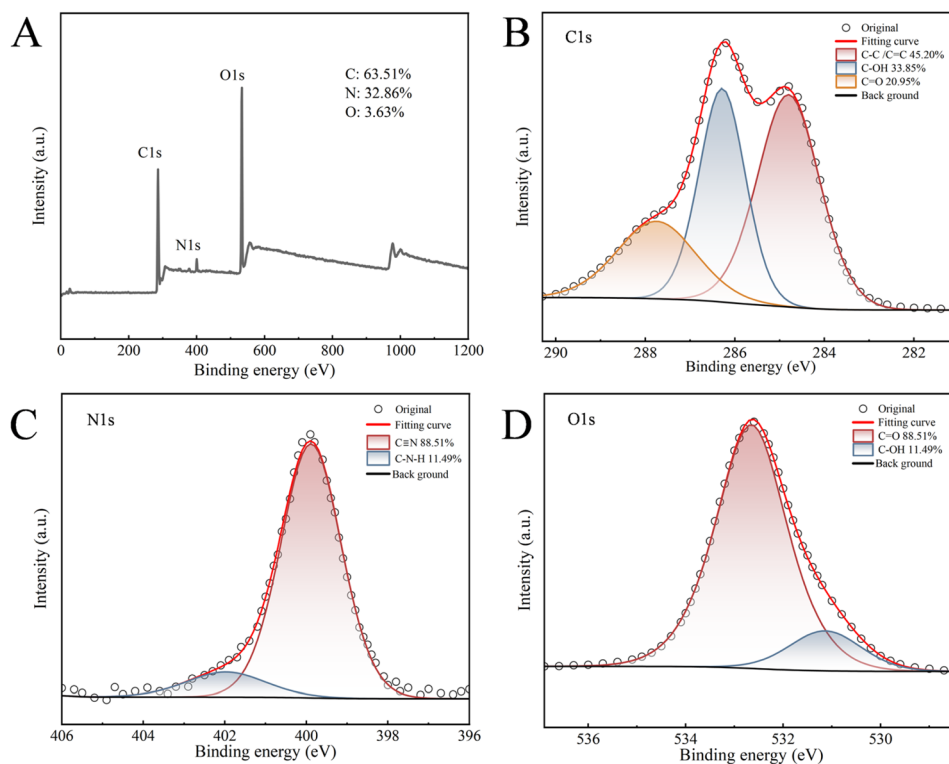 A
O1s
C1s
N1s
C: 63.51%
N: 32.86%
O: 3.63%
Intensity (a.u.)
0 200 400 600 800 1000 1200
Binding energy (eV)
B
C1s
Original
Fitting curve
C-C /C=C 45.20%
C-OH 33.85%
C=O 20.95%
Back ground
Intensity (a.u.)
290 288 286 284 282
Binding energy (eV)
C
N1s
Original
Fitting curve
C≡N 88.51%
C-N-H 11.49%
Back ground
Intensity (a.u.)
406 404 402 400 398 396
Binding energy (eV)
D
O1s
Original
Fitting curve
C=O 88.51%
C-OH 11.49%
Back ground
Intensity (a.u.)
536 534 532 530
Binding energy (eV)